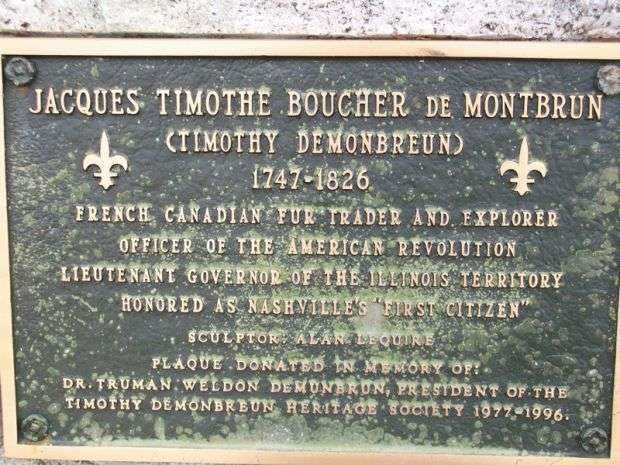 JACQUES TIMOTHE BOUCHER DE MONTBRUN
(TIMOTHY DEMONBREUN)
1747-1826
FRENCH CANADIAN FUR TRADER AND EXPLORER
OFFICER OF THE AMERICAN REVOLUTION
LIEUTENANT GOVERNOR OF THE ILLINOIS TERRITORY
HONORED AS NASHVILLE'S "FIRST CITIZEN"
SCULPTOR: ALAN LEQUIRE
PLAQUE DONATED IN MEMORY OF:
DR. TRUMAN WELDON DEMUNBRUN, PRESIDENT OF THE
TIMOTHY DEMONBREUN HERITAGE SOCIETY 1977-1996.